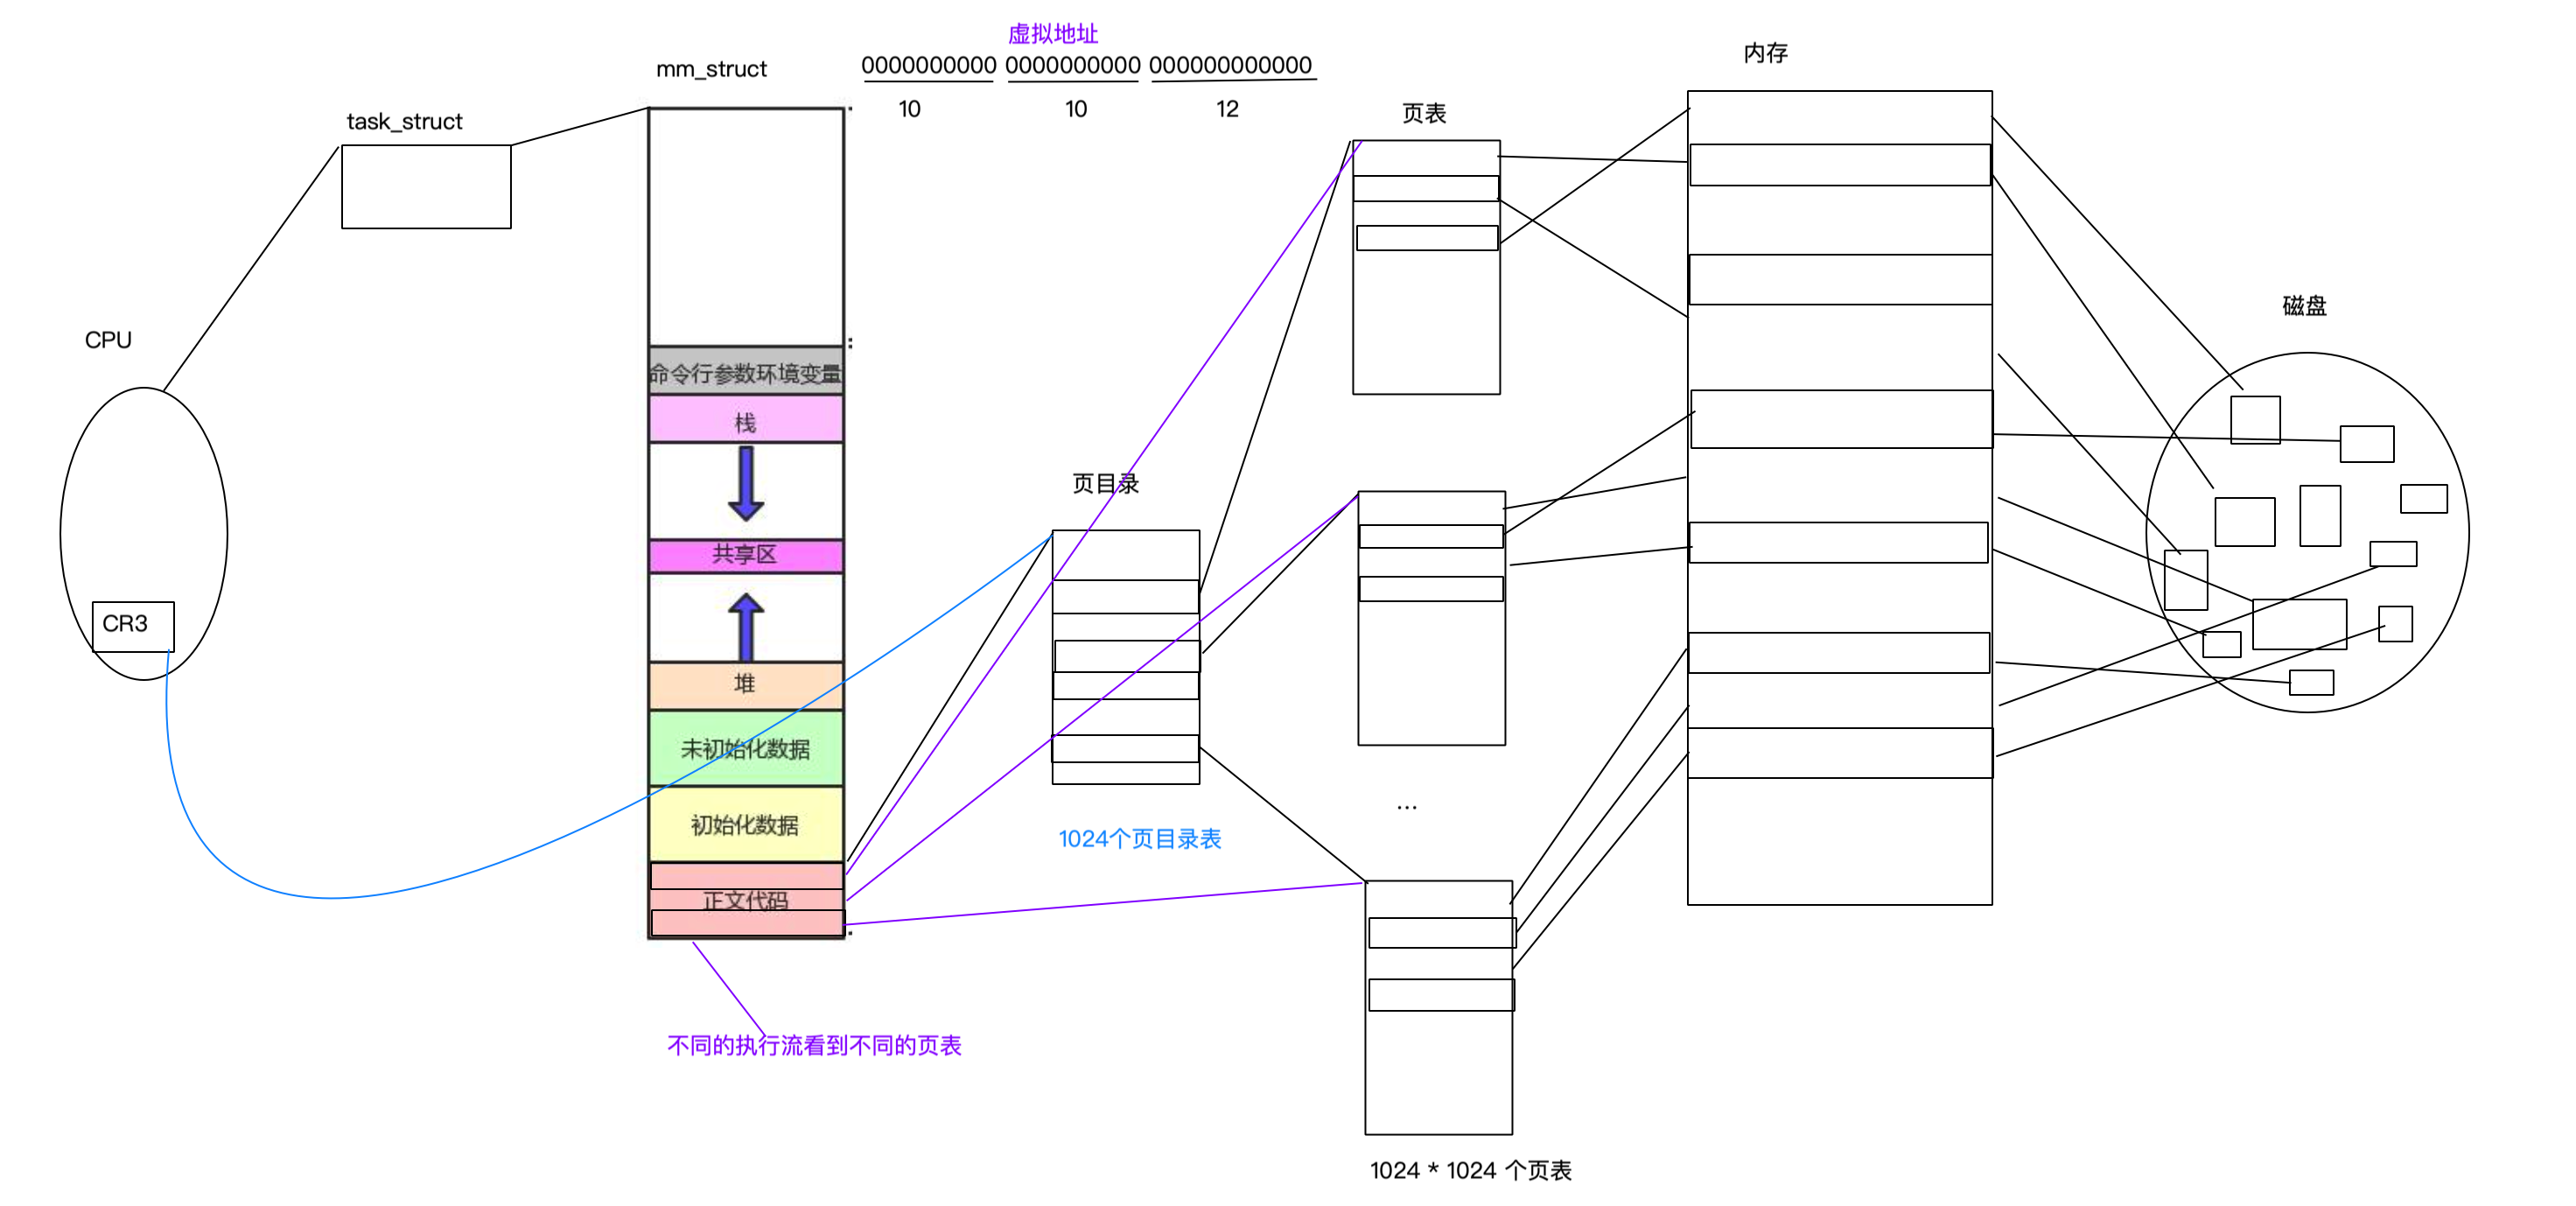 虚拟地址
0000000000 0000000000 000000000000
10 10 12
mm_struct
task_struct
CPU
CR3
命令行参数环境变量
栈
共享区
堆
未初始化数据
初始化数据
正文代码
不同的执行流看到不同的页表
页目录
1024个页目录表
页表
...
1024 * 1024 个页表
内存
磁盘